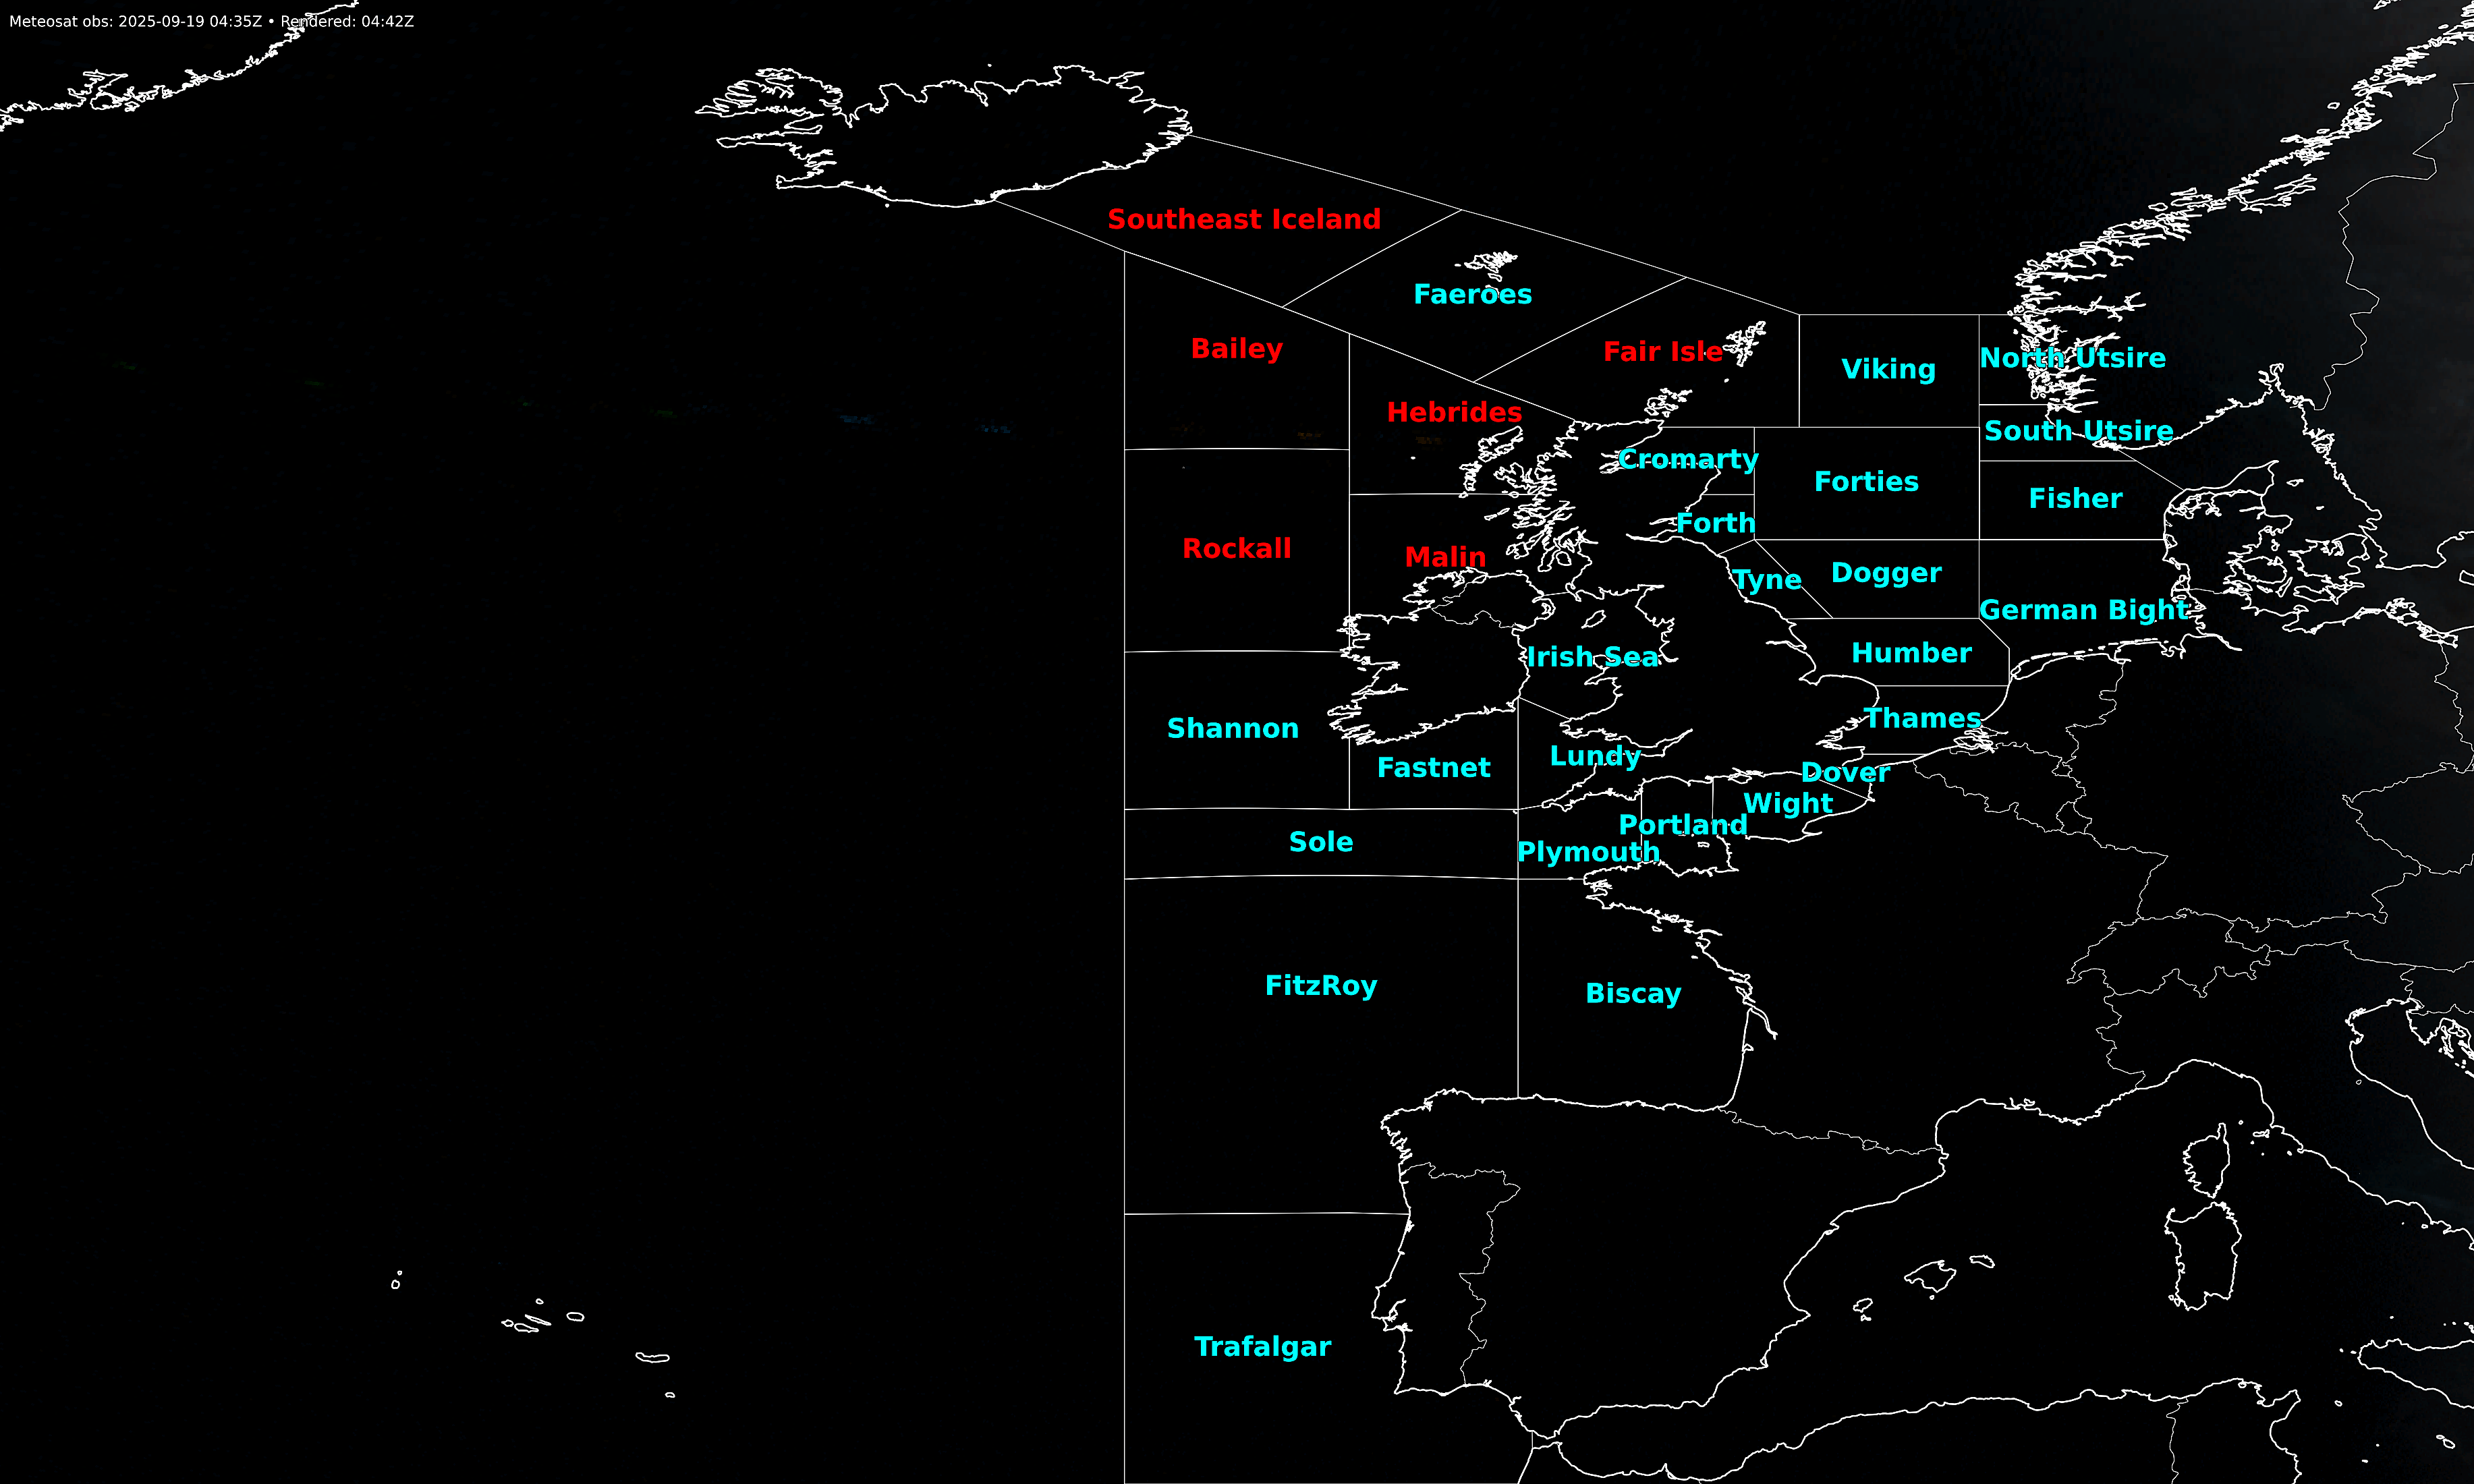 Meteosat obs: 2025-09-19 04:35Z • Rendered: 04:42Z
Southeast Iceland
Faeroes
Bailey
Fair Isle
Viking
North Utsire
Hebrides
South Utsire
Cromarty
Forties
Fisher
Forth
Rockall
Malin
Tyne
Dogger
German Bight
Irish Sea
Humber
Shannon
Thames
Fastnet
Lundy
Dover
Wight
Portland
Sole
Plymouth
FitzRoy
Biscay
Trafalgar